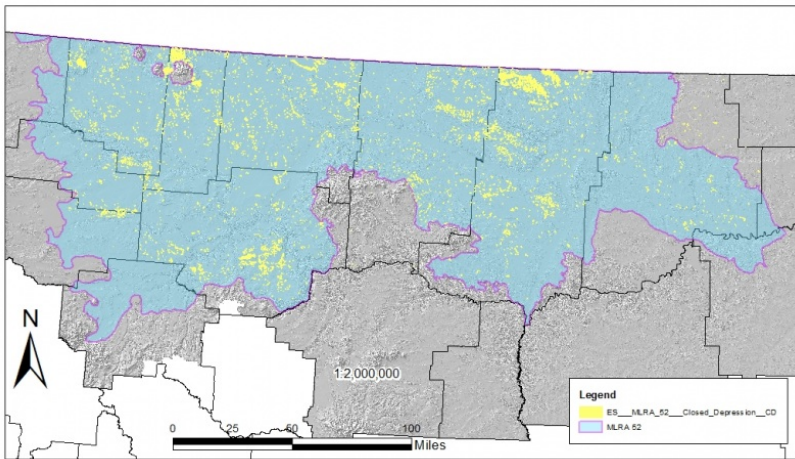 N
1:2,000,000
0 25 50 100
Miles
Legend
ES___MLRA_52___Closed_Depression__CD
MLRA 52